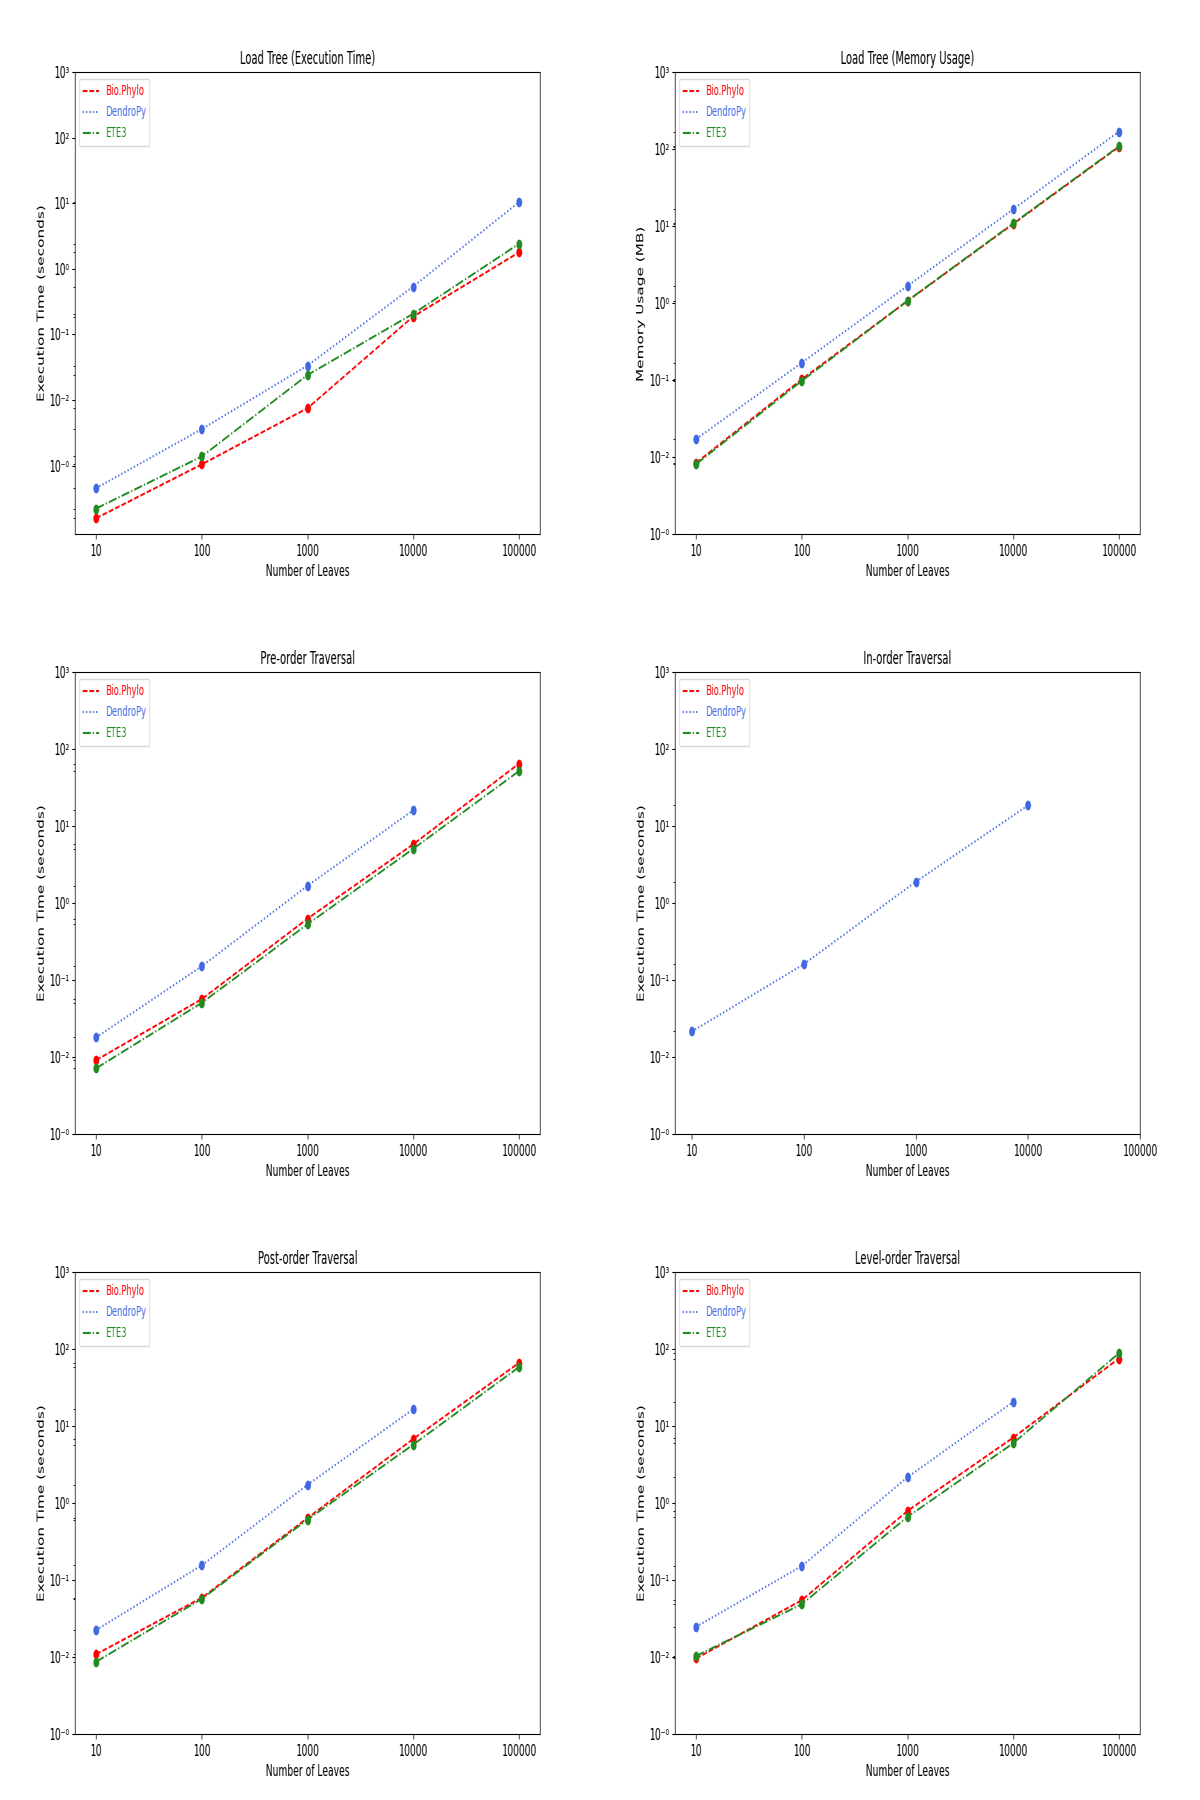 Load Tree (Execution Time)
10³
10²
10¹
10⁰
10⁻¹
10⁻²
10⁻⁰
Execution Time (seconds)
Bio.Phylo
DendroPy
ETE3
10 100 1000 10000 100000
Number of Leaves
Load Tree (Memory Usage)
10³
10²
10¹
10⁰
10⁻¹
10⁻²
10⁻⁰
Memory Usage (MB)
Bio.Phylo
DendroPy
ETE3
10 100 1000 10000 100000
Number of Leaves
Pre-order Traversal
10³
10²
10¹
10⁰
10⁻¹
10⁻²
10⁻⁰
Execution Time (seconds)
Bio.Phylo
DendroPy
ETE3
10 100 1000 10000 100000
Number of Leaves
In-order Traversal
10³
10²
10¹
10⁰
10⁻¹
10⁻²
10⁻⁰
Execution Time (seconds)
Bio.Phylo
DendroPy
ETE3
10 100 1000 10000 100000
Number of Leaves
Post-order Traversal
10³
10²
10¹
10⁰
10⁻¹
10⁻²
10⁻⁰
Execution Time (seconds)
Bio.Phylo
DendroPy
ETE3
10 100 1000 10000 100000
Number of Leaves
Level-order Traversal
10³
10²
10¹
10⁰
10⁻¹
10⁻²
10⁻⁰
Execution Time (seconds)
Bio.Phylo
DendroPy
ETE3
10 100 1000 10000 100000
Number of Leaves